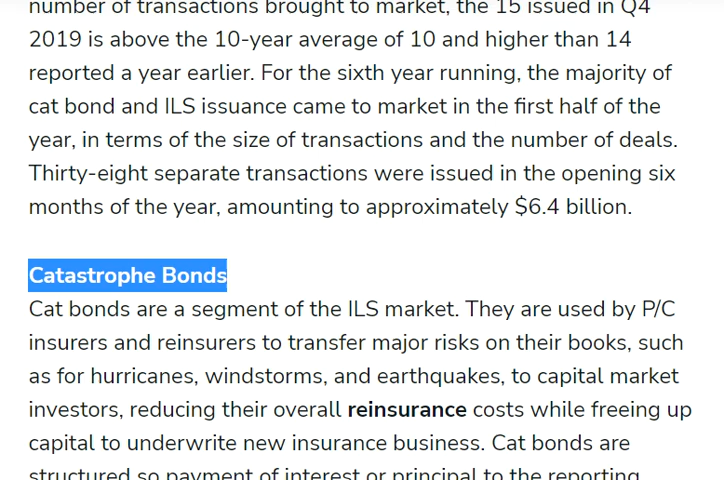 number of transactions brought to market, the 15 issued in Q4
2019 is above the 10-year average of 10 and higher than 14
reported a year earlier. For the sixth year running, the majority of
cat bond and ILS issuance came to market in the first half of the
year, in terms of the size of transactions and the number of deals.
Thirty-eight separate transactions were issued in the opening six
months of the year, amounting to approximately $6.4 billion.
Catastrophe Bonds
Cat bonds are a segment of the ILS market. They are used by P/C
insurers and reinsurers to transfer major risks on their books, such
as for hurricanes, windstorms, and earthquakes, to capital market
investors, reducing their overall reinsurance costs while freeing up
capital to underwrite new insurance business. Cat bonds are
structured so payment of interest or principal to the reporting